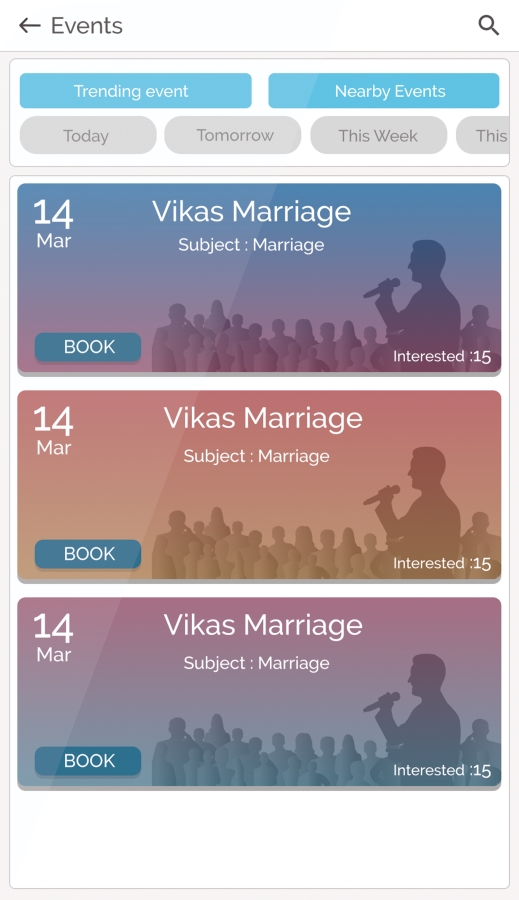 Events
Trending event
Nearby Events
Today
Tomorrow
This Week
This
14
Mar
Vikas Marriage
Subject : Marriage
BOOK
Interested :15
14
Mar
Vikas Marriage
Subject : Marriage
BOOK
Interested :15
14
Mar
Vikas Marriage
Subject : Marriage
BOOK
Interested :15